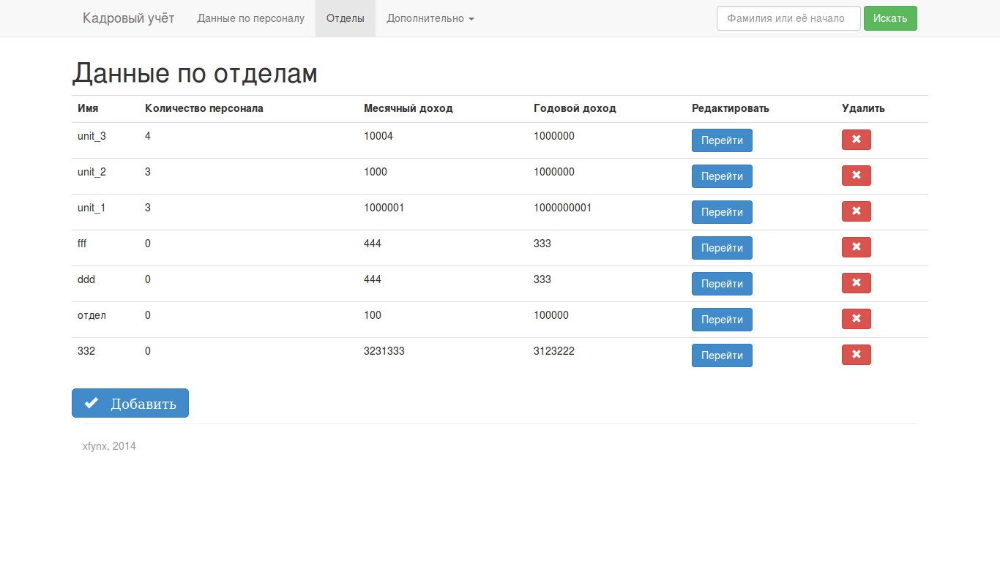 Кадровый учёт Данные по персоналу Отделы Дополнительно Фамилия или её начало Искать
Данные по отделам
Имя Количество персонала Месячный доход Годовой доход Редактировать Удалить
unit_3 4 10004 1000000 Перейти
unit_2 3 1000 1000000 Перейти
unit_1 3 1000001 1000000001 Перейти
fff 0 444 333 Перейти
ddd 0 444 333 Перейти
отдел 0 100 100000 Перейти
332 0 3231333 3123222 Перейти
Добавить
xfynx, 2014